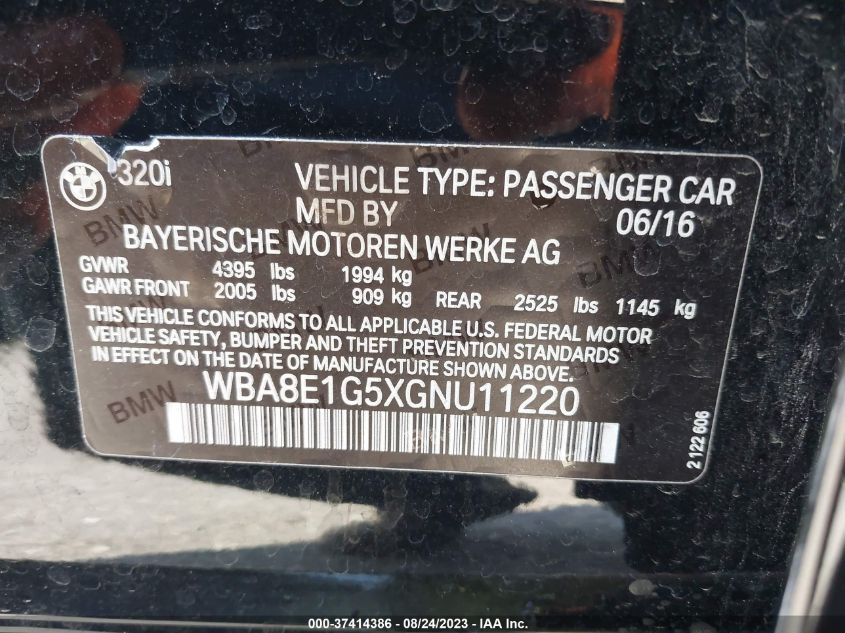 BMW 320i VEHICLE TYPE: PASSENGER CAR
MFD BY 06/16
BAYERISCHE MOTOREN WERKE AG
GVWR 4395 lbs 1994 kg
GAWR FRONT 2005 lbs 909 kg REAR 2525 lbs 1145 kg
THIS VEHICLE CONFORMS TO ALL APPLICABLE U.S. FEDERAL MOTOR
VEHICLE SAFETY, BUMPER AND THEFT PREVENTION STANDARDS
IN EFFECT ON THE DATE OF MANUFACTURE SHOWN ABOVE.
WBA8E1G5XGNU11220
2 122 606
000-37414386 - 08/24/2023 - © IAA Inc.